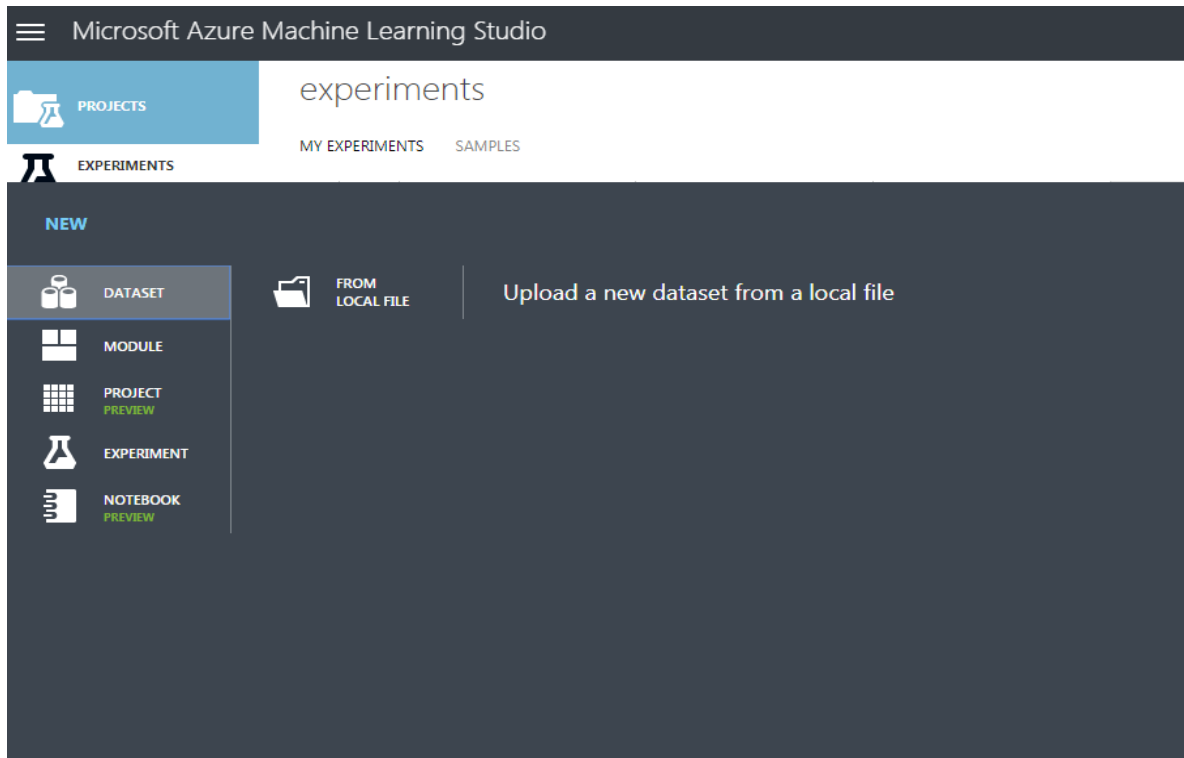 Microsoft Azure Machine Learning Studio
PROJECTS
EXPERIMENTS
experiments
MY EXPERIMENTS SAMPLES
NEW
DATASET
MODULE
PROJECT
PREVIEW
EXPERIMENT
NOTEBOOK
PREVIEW
FROM
LOCAL FILE
Upload a new dataset from a local file